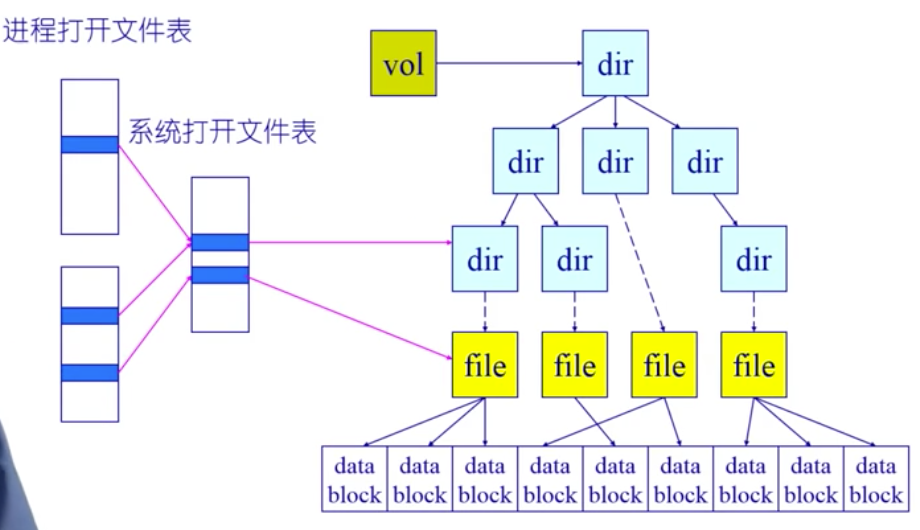 进程打开文件表
vol
dir
系统打开文件表
dir
dir
dir
dir
dir
dir
file
file
file
file
data block
data block
data block
data block
data block
data block
data block
data block
data block